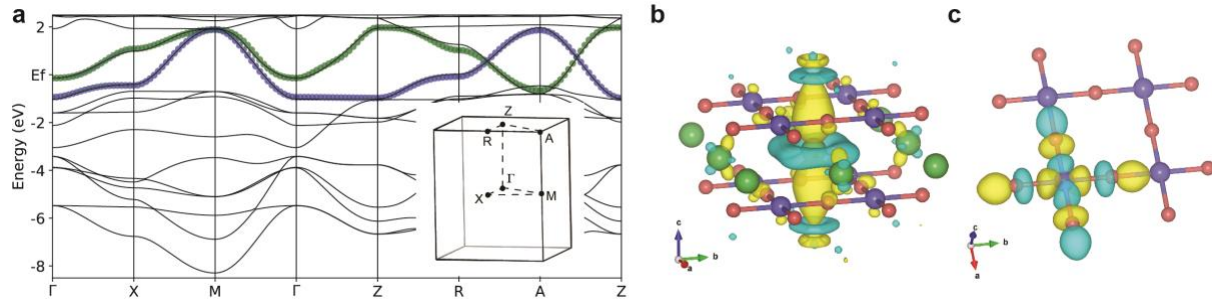 a
b
c
Energy (eV)
2
Ef
-2
-4
-6
-8
Γ X M Γ Z R A Z
Z
R
A
Γ
X
M
c
b
a
c
b
a